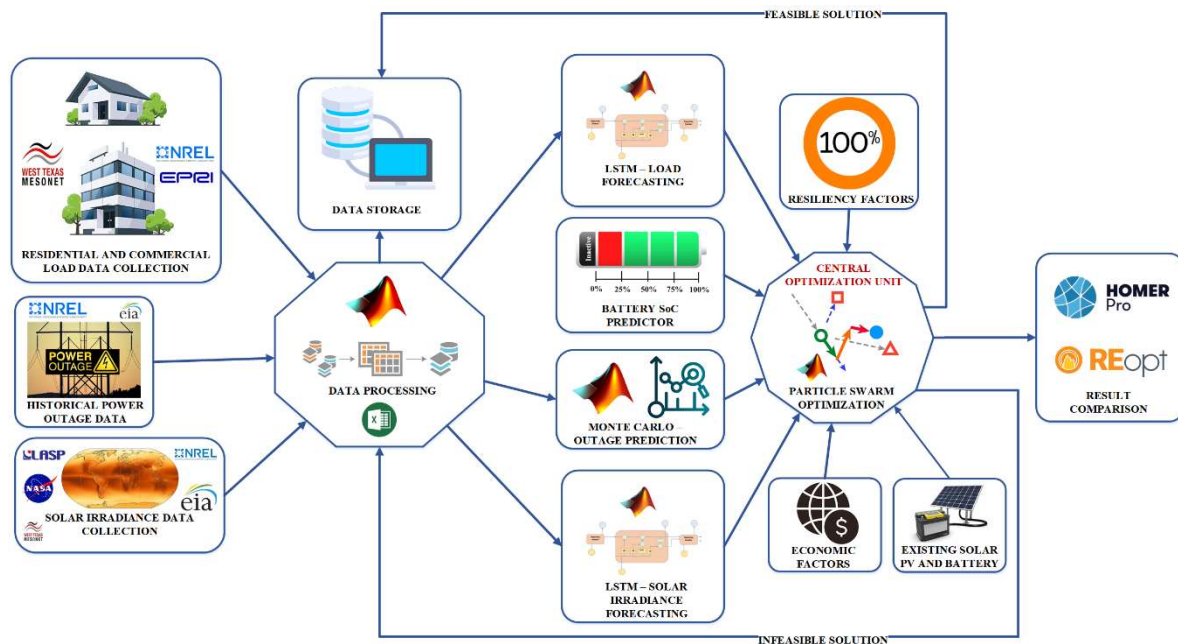 FEASIBLE SOLUTION
WEST TEXAS
MESONET
NREL
EPRI
RESIDENTIAL AND COMMERCIAL
LOAD DATA COLLECTION
NREL
eia
POWER
OUTAGE
HISTORICAL POWER
OUTAGE DATA
LASP
NREL
NASA
eia
SOLAR IRRADIANCE DATA
COLLECTION
WEST TEXAS
MESONET
DATA STORAGE
DATA PROCESSING
X
LSTM – LOAD
FORECASTING
Inactive
0% 25% 50% 75% 100%
BATTERY SoC
PREDICTOR
MONTE CARLO –
OUTAGE PREDICTION
LSTM – SOLAR
IRRADIANCE
FORECASTING
100%
RESILIENCY FACTORS
CENTRAL
OPTIMIZATION UNIT
PARTICLE SWARM
OPTIMIZATION
$
ECONOMIC
FACTORS
EXISTING SOLAR
PV AND BATTERY
HOMER
Pro
REopt
RESULT
COMPARISON
INFEASIBLE SOLUTION